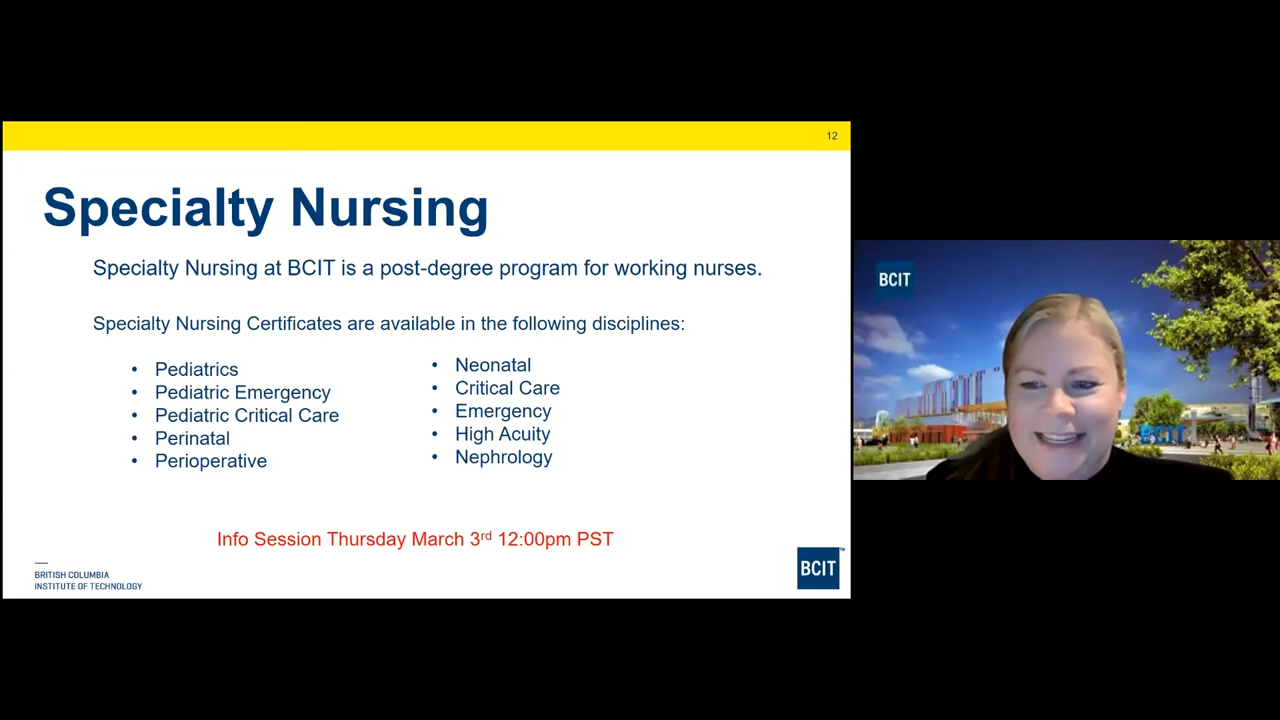 12
Specialty Nursing
Specialty Nursing at BCIT is a post-degree program for working nurses.
Specialty Nursing Certificates are available in the following disciplines:
• Pediatrics
• Pediatric Emergency
• Pediatric Critical Care
• Perinatal
• Perioperative
• Neonatal
• Critical Care
• Emergency
• High Acuity
• Nephrology
Info Session Thursday March 3rd 12:00pm PST
BRITISH COLUMBIA
INSTITUTE OF TECHNOLOGY
BCIT™
BCIT
BCIT